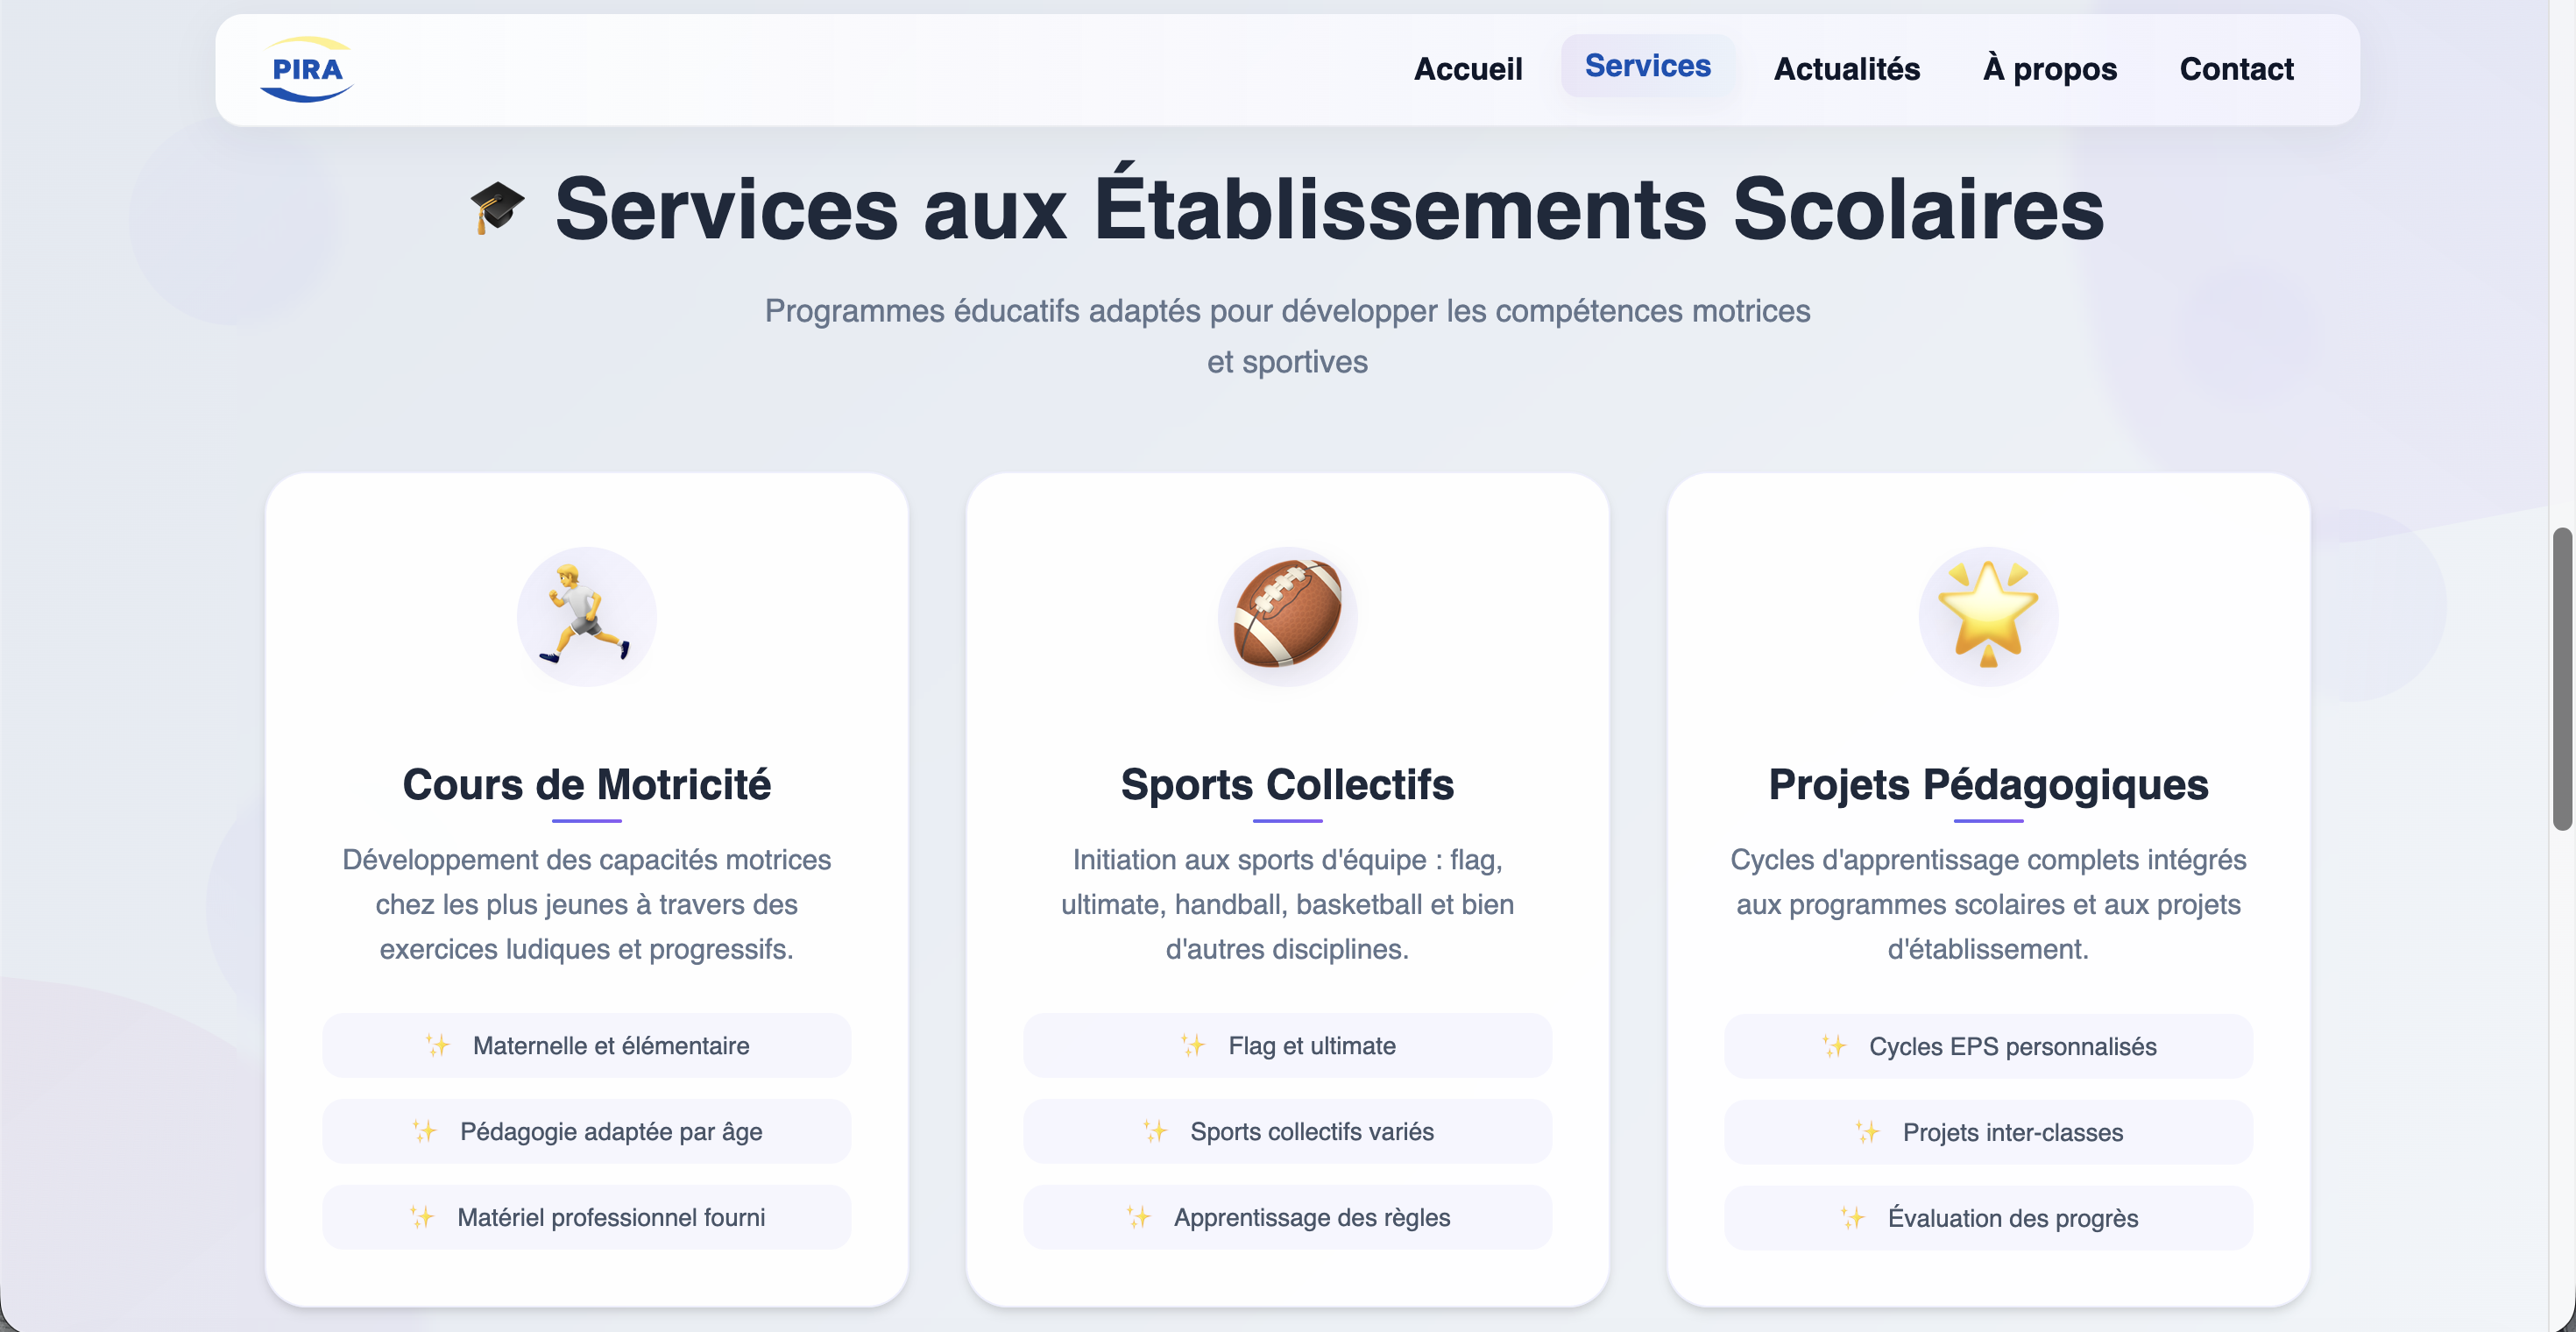 PIRA
Accueil
Services
Actualités
À propos
Contact
Services aux Établissements Scolaires
Programmes éducatifs adaptés pour développer les compétences motrices
et sportives
Cours de Motricité
Développement des capacités motrices
chez les plus jeunes à travers des
exercices ludiques et progressifs.
Maternelle et élémentaire
Pédagogie adaptée par âge
Matériel professionnel fourni
Sports Collectifs
Initiation aux sports d'équipe : flag,
ultimate, handball, basketball et bien
d'autres disciplines.
Flag et ultimate
Sports collectifs variés
Apprentissage des règles
Projets Pédagogiques
Cycles d'apprentissage complets intégrés
aux programmes scolaires et aux projets
d'établissement.
Cycles EPS personnalisés
Projets inter-classes
Évaluation des progrès